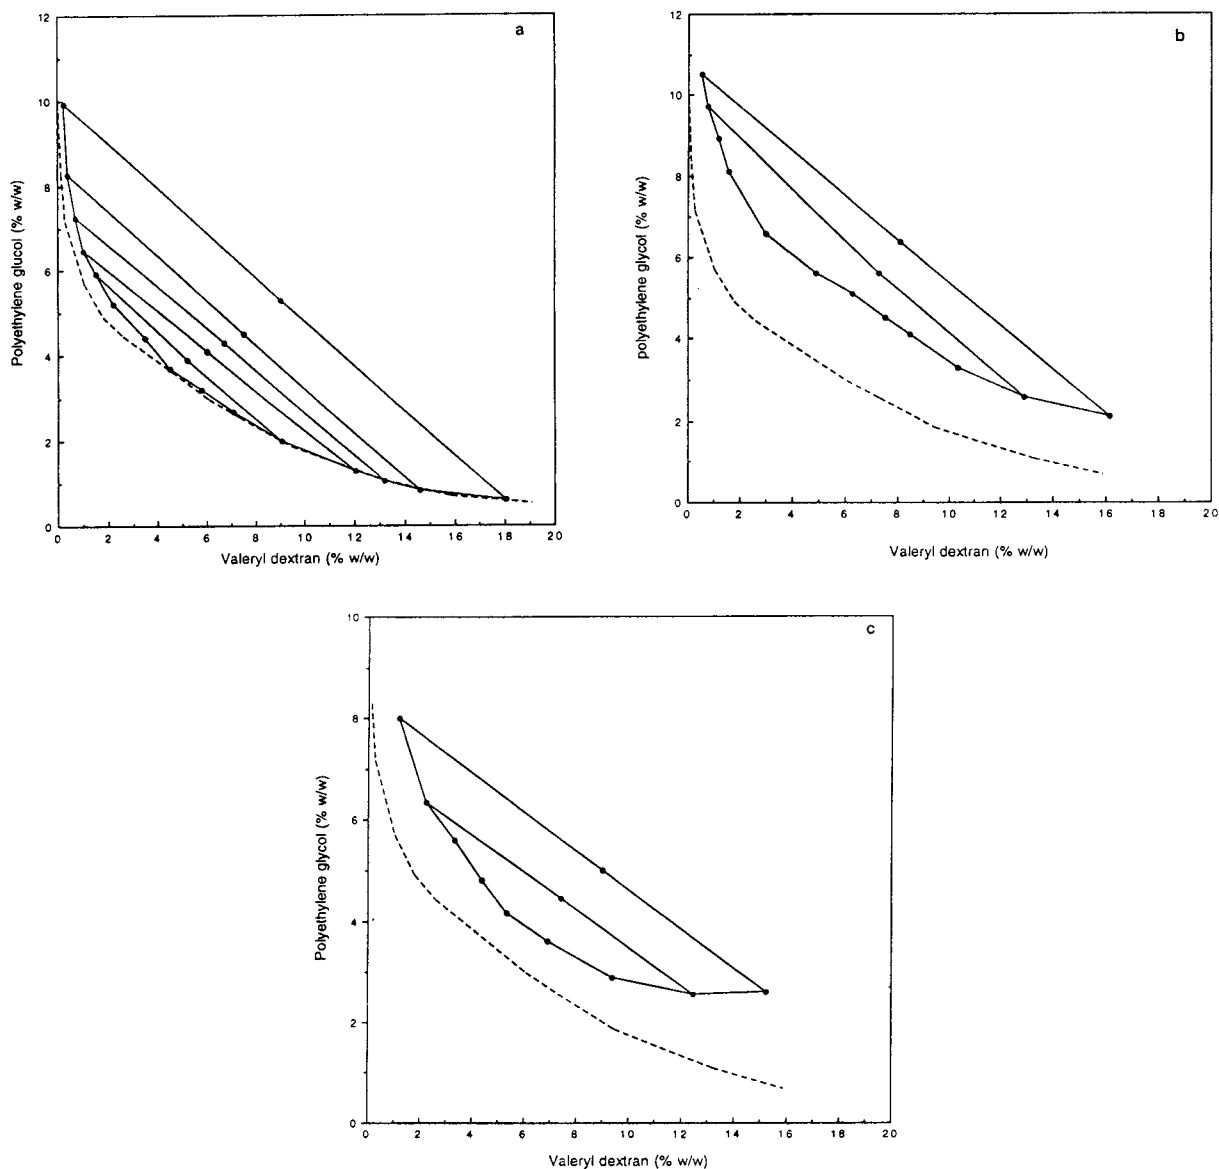 a
12
10
8
6
4
2
0
Polyethylene glucol (% w/w)
0 2 4 6 8 10 12 14 16 18 20
Valeryl dextran (% w/w)
b
12
10
8
6
4
2
0
polyethylene glycol (% w/w)
0 2 4 6 8 10 12 14 16 18 20
Valeryl dextran (% w/w)
c
10
8
6
4
2
0
Polyethylene glycol (% w/w)
0 2 4 6 8 10 12 14 16 18 20
Valeryl dextran (% w/w)